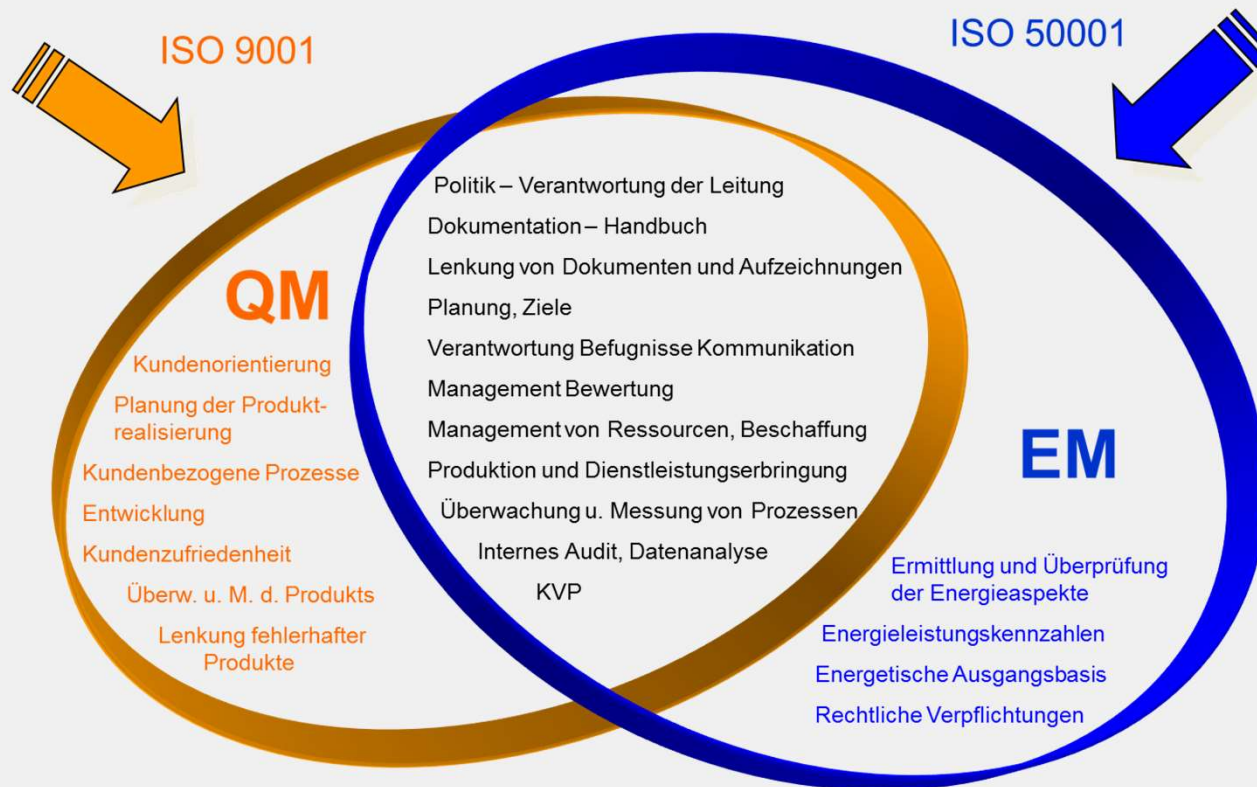 ISO 9001
ISO 50001
QM
Kundenorientierung
Planung der Produkt-
realisierung
Kundenbezogene Prozesse
Entwicklung
Kundenzufriedenheit
Überw. u. M. d. Produkts
Lenkung fehlerhafter
Produkte
Politik – Verantwortung der Leitung
Dokumentation – Handbuch
Lenkung von Dokumenten und Aufzeichnungen
Planung, Ziele
Verantwortung Befugnisse Kommunikation
Management Bewertung
Management von Ressourcen, Beschaffung
Produktion und Dienstleistungserbringung
Überwachung u. Messung von Prozessen
Internes Audit, Datenanalyse
KVP
EM
Ermittlung und Überprüfung
der Energieaspekte
Energieleistungskennzahlen
Energetische Ausgangsbasis
Rechtliche Verpflichtungen